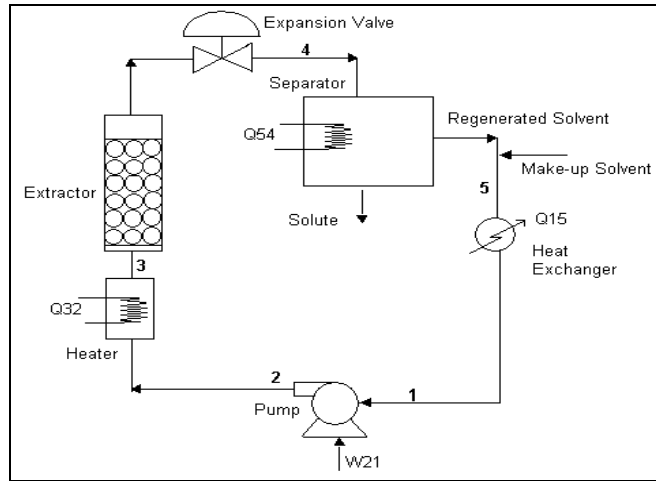 Expansion Valve
4
Separator
Q54
Regenerated Solvent
Make-up Solvent
Extractor
5
Solute
Q15
Heat
Exchanger
3
Q32
Heater
2
1
Pump
W21